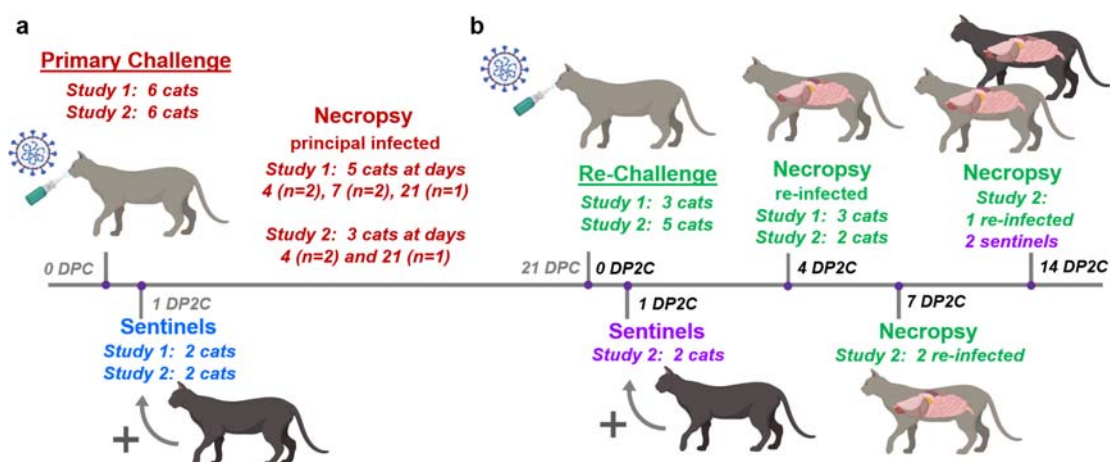 a
Primary Challenge
Study 1: 6 cats
Study 2: 6 cats
Necropsy
principal infected
Study 1: 5 cats at days
4 (n=2), 7 (n=2), 21 (n=1)
Study 2: 3 cats at days
4 (n=2) and 21 (n=1)
0 DPC
1 DP2C
Sentinels
Study 1: 2 cats
Study 2: 2 cats
+
b
Re-Challenge
Study 1: 3 cats
Study 2: 5 cats
Necropsy
re-infected
Study 1: 3 cats
Study 2: 2 cats
Necropsy
Study 2:
1 re-infected
2 sentinels
21 DPC
0 DP2C
4 DP2C
14 DP2C
1 DP2C
7 DP2C
Sentinels
Study 2: 2 cats
+
Necropsy
Study 2: 2 re-infected